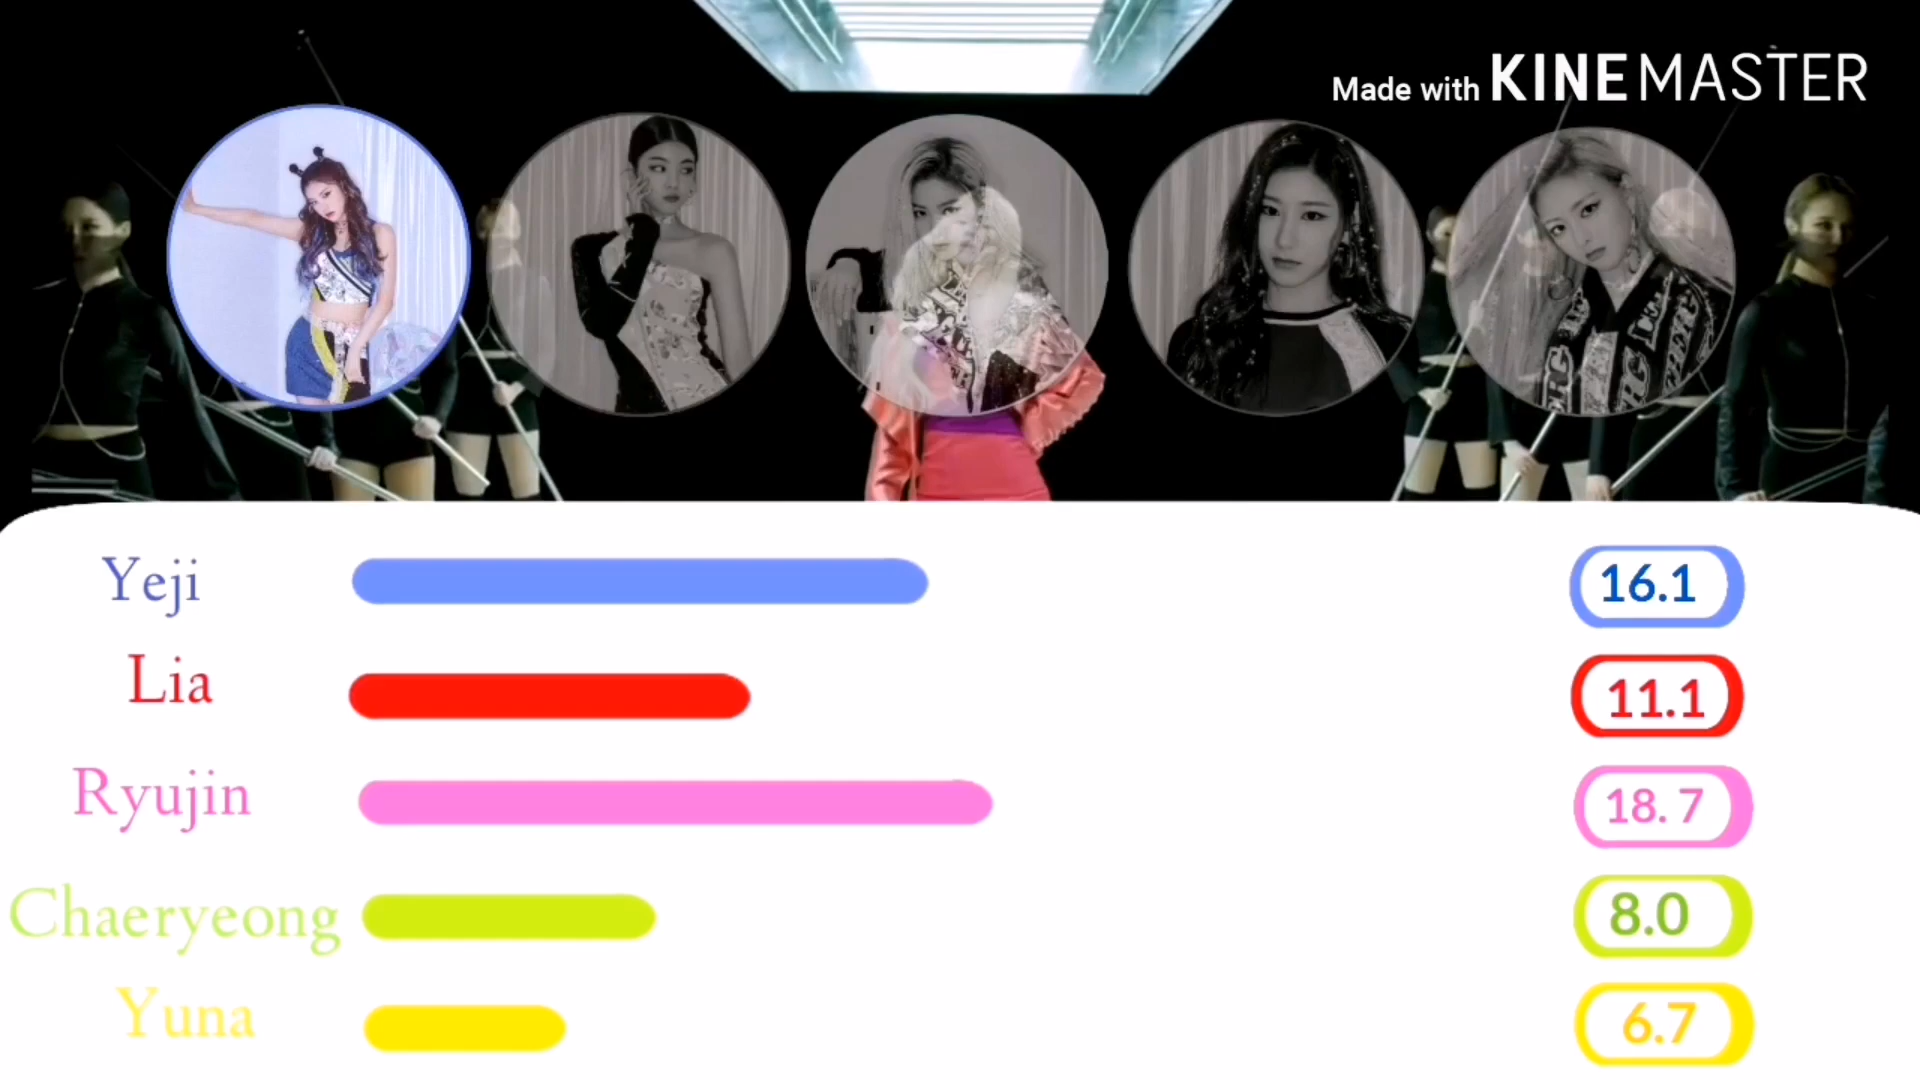 Made with KINEMASTER
Yeji 16.1
Lia 11.1
Ryujin 18.7
Chaeryeong 8.0
Yuna 6.7